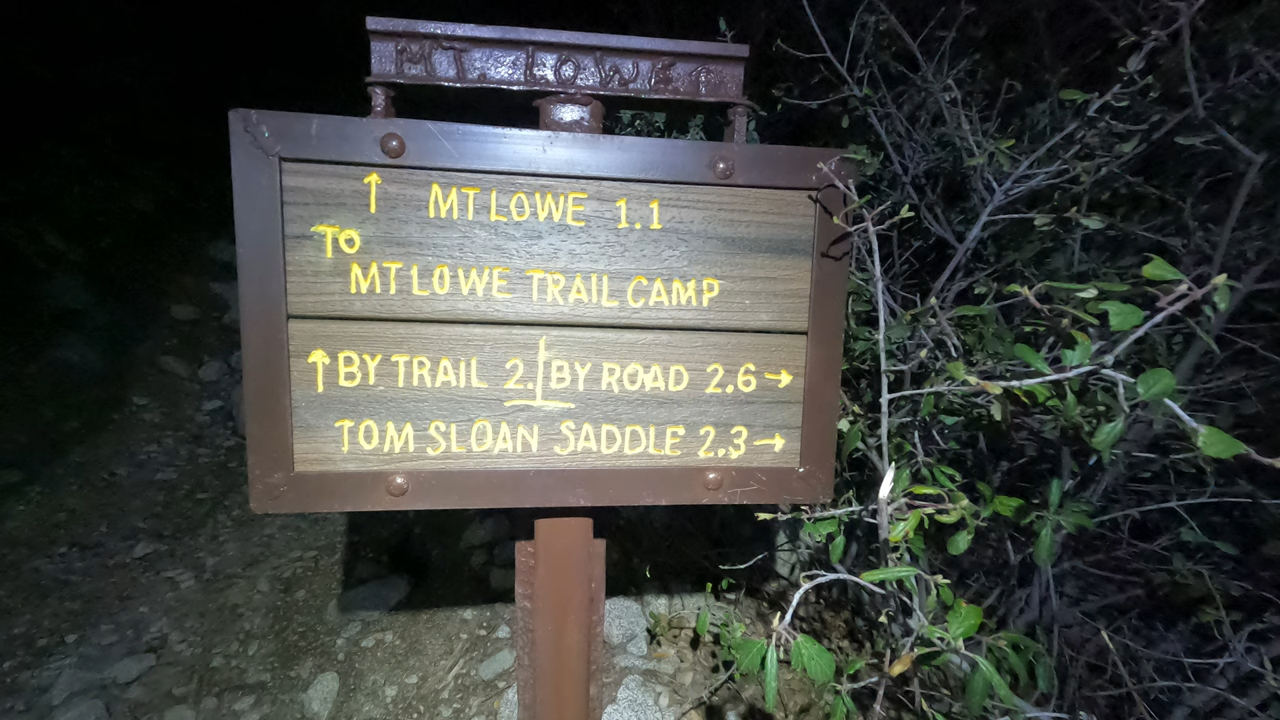 MT. LOWE
↑ MT LOWE 1.1
TO
MT LOWE TRAIL CAMP
↑ BY TRAIL 2. BY ROAD 2.6 →
TOM SLOAN SADDLE 2.3 →